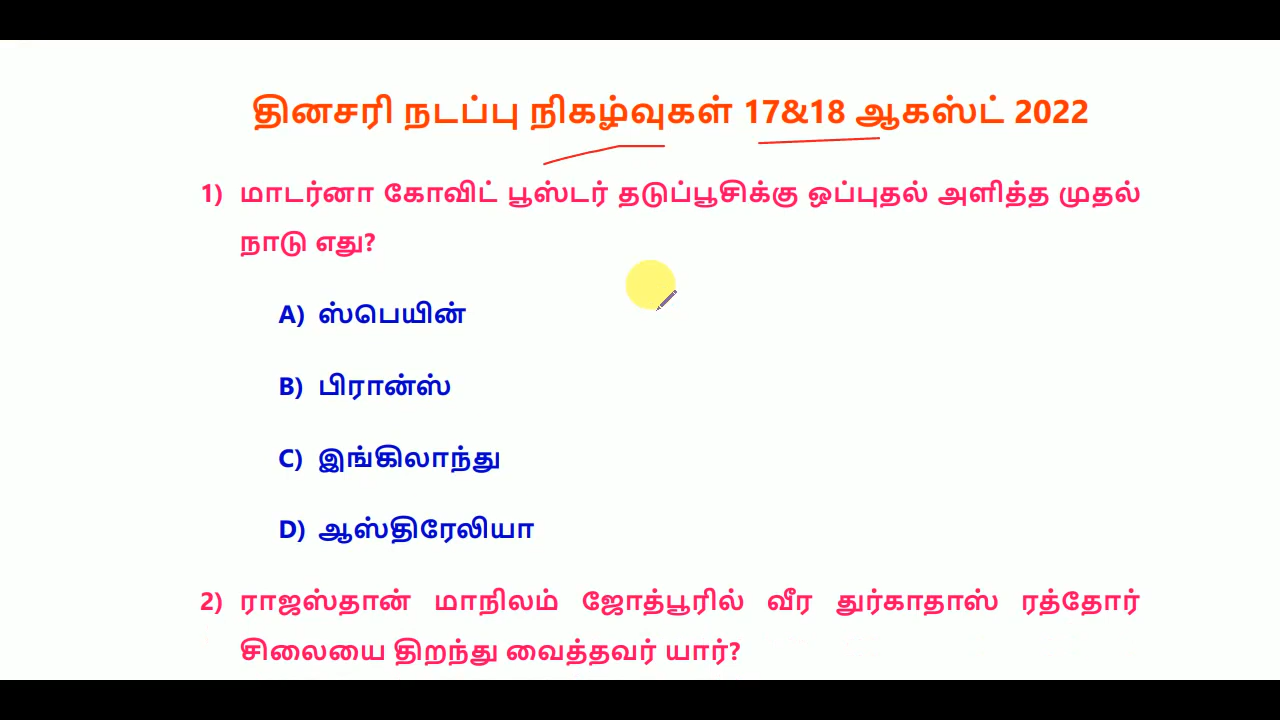 தினசரி நடப்பு நிகழ்வுகள் 17&18 ஆகஸ்ட் 2022
1) மாடர்னா கோவிட் பூஸ்டர் தடுப்பூசிக்கு ஒப்புதல் அளித்த முதல்
நாடு எது?
A) ஸ்பெயின்
B) பிரான்ஸ்
C) இங்கிலாந்து
D) ஆஸ்திரேலியா
2) ராஜஸ்தான் மாநிலம் ஜோத்பூரில் வீர துர்காதாஸ் ரத்தோர்
சிலையை திறந்து வைத்தவர் யார்?